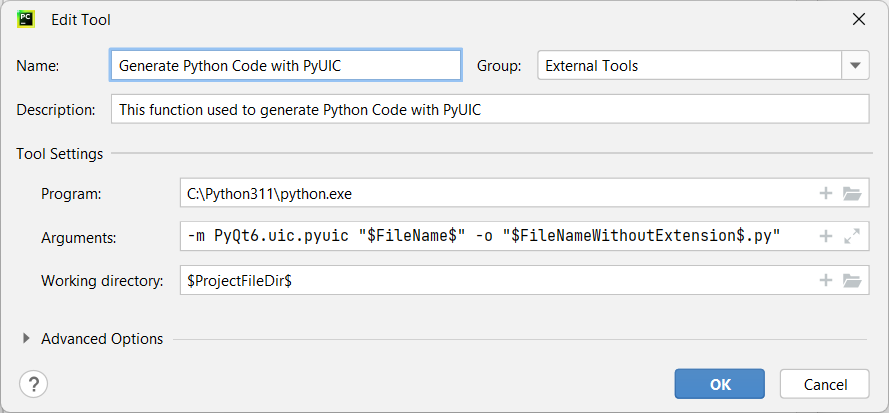 PC Edit Tool
Name: Generate Python Code with PyUIC Group: External Tools
Description: This function used to generate Python Code with PyUIC
Tool Settings
Program: C:\Python311\python.exe
Arguments: -m PyQt6.uic.pyuic "$FileName$" -o "$FileNameWithoutExtension$.py"
Working directory: $ProjectFileDir$
Advanced Options
? OK Cancel